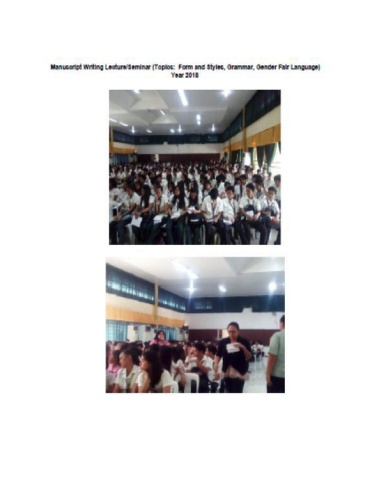 Manuscript Writing Lecture/Seminar (Topics: Form and Styles, Grammar, Gender Fair Language)
Year 2018